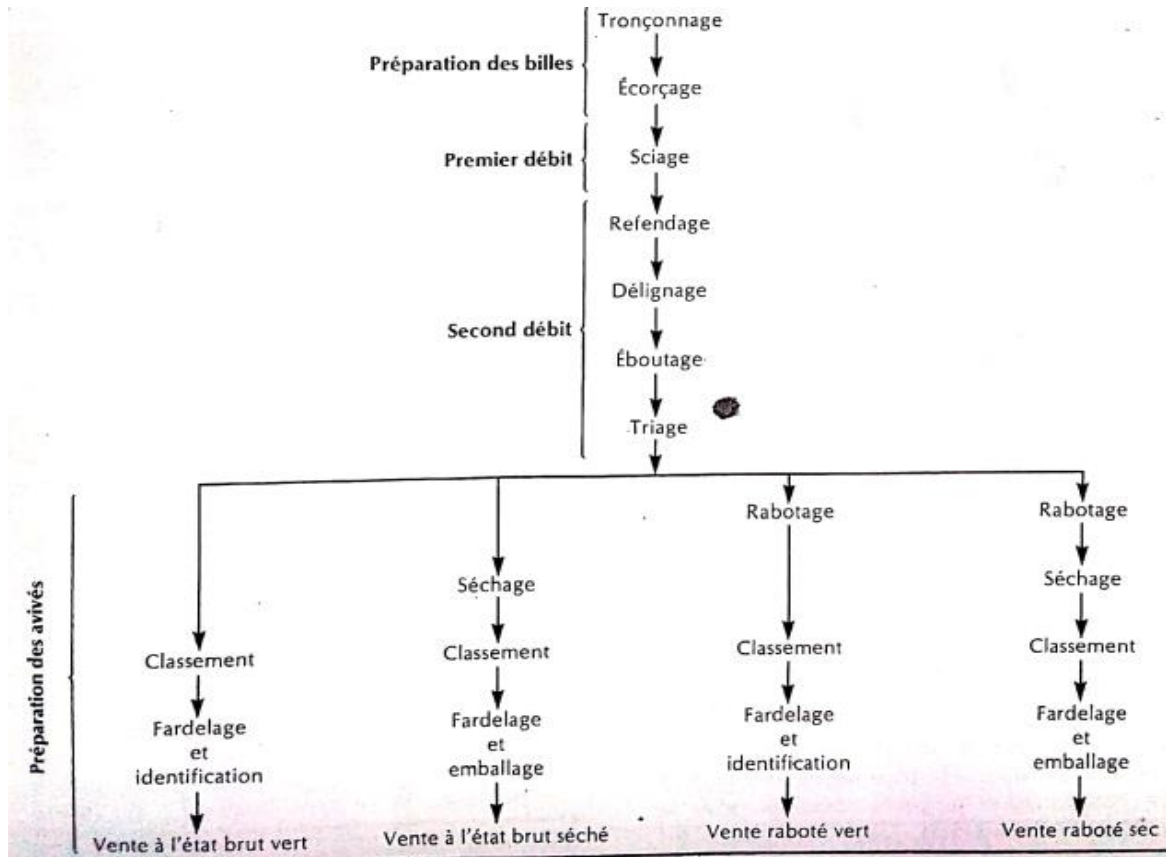 Tronçonnage
Préparation des billes
Écorçage
Premier débit
Sciage
Refendage
Délignage
Second débit
Éboutage
Triage
Préparation des avivés
Classement
Fardelage
et
identification
Vente à l'état brut vert
Séchage
Classement
Fardelage
et
emballage
Vente à l'état brut séché
Rabotage
Classement
Fardelage
et
identification
Vente raboté vert
Rabotage
Séchage
Classement
Fardelage
et
emballage
Vente raboté séc